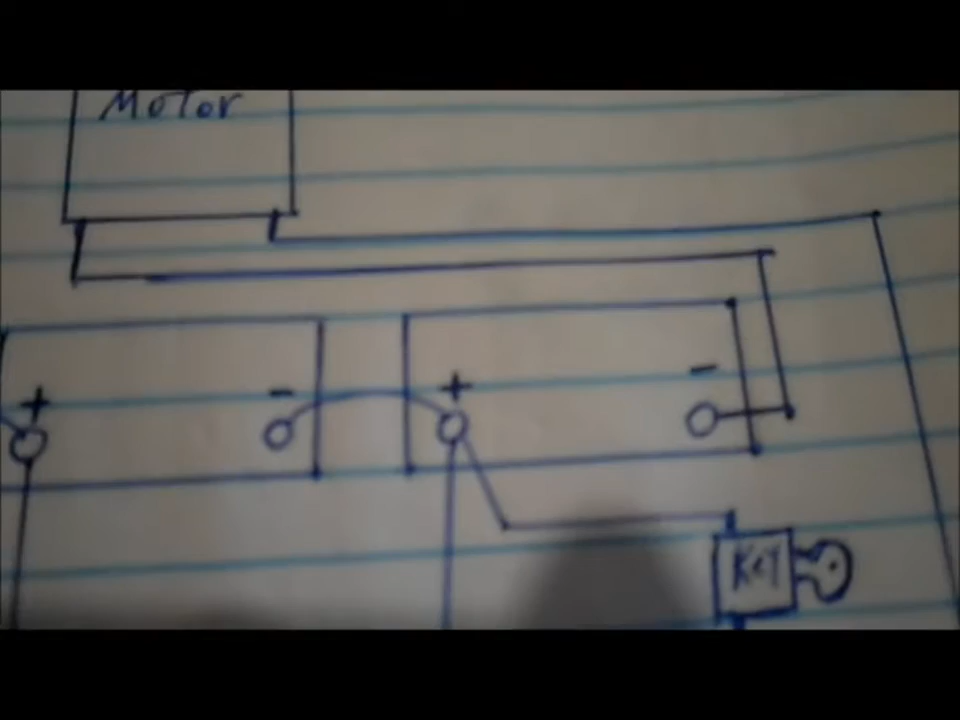 Motor
+ - + -
Key